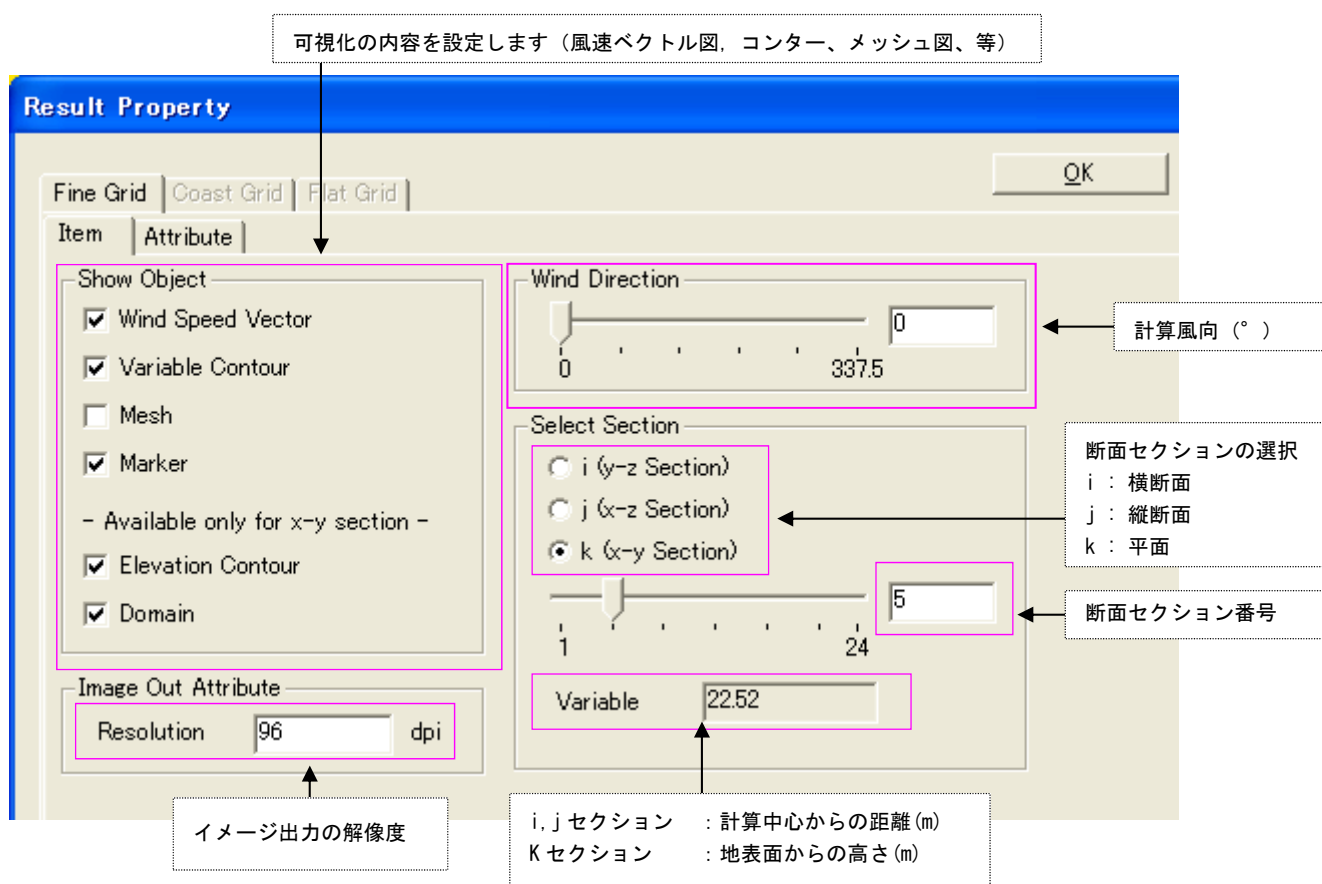 可視化の内容を設定します（風速ベクトル図，コンター、メッシュ図、等）
Result Property
OK
Fine Grid Coast Grid Flat Grid
Item Attribute
Show Object
Wind Speed Vector
Variable Contour
Mesh
Marker
- Available only for x-y section -
Elevation Contour
Domain
Image Out Attribute
Resolution 96 dpi
イメージ出力の解像度
Wind Direction
0
0 337.5
計算風向（°）
Select Section
i (y-z Section)
j (x-z Section)
k (x-y Section)
断面セクションの選択
i：横断面
j：縦断面
k：平面
5
1 24
断面セクション番号
Variable 22.52
i,jセクション ：計算中心からの距離(m)
Kセクション ：地表面からの高さ(m)